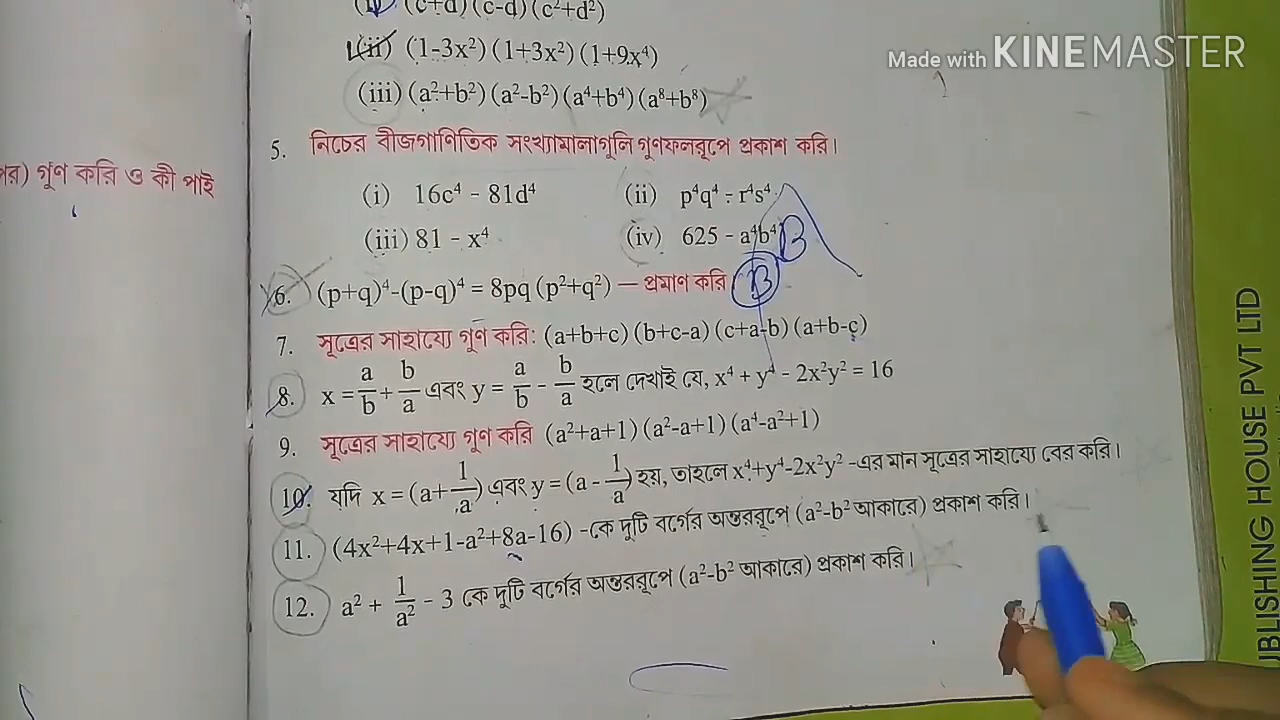 (c+d) (c-d) (c²+d²)
Made with KINEMASTER
(ii) (1-3x²) (1+3x²) (1+9x⁴)
(iii) (a²+b²) (a²-b²) (a⁴+b⁴) (a⁸+b⁸)
5. নিচের বীজগাণিতিক সংখ্যামালাগুলি গুণফলরূপে প্রকাশ করি।
গুণ করি ও কী পাই
(i) 16c⁴ - 81d⁴ (ii) p⁴q⁴ - r⁴s⁴
(iii) 81 - x⁴ (iv) 625 - a⁴b⁴
B
6. (p+q)⁴-(p-q)⁴ = 8pq (p²+q²) — প্রমাণ করি
B
7. সূত্রের সাহায্যে গুণ করি: (a+b+c) (b+c-a) (c+a-b) (a+b-c)
8. x = a/b + b/a এবং y = a/b - b/a হলে দেখাই যে, x⁴ + y⁴ - 2x²y² = 16
9. সূত্রের সাহায্যে গুণ করি (a²+a+1) (a²-a+1) (a⁴-a²+1)
10. যদি x = (a+1/a) এবং y = (a - 1/a) হয়, তাহলে x⁴+y⁴-2x²y² -এর মান সূত্রের সাহায্যে বের করি।
11. (4x²+4x+1-a²+8a-16) -কে দুটি বর্গের অন্তররূপে (a²-b² আকারে) প্রকাশ করি।
12. a² + 1/a² - 3 কে দুটি বর্গের অন্তররূপে (a²-b² আকারে) প্রকাশ করি।
BLISHING HOUSE PVT LTD